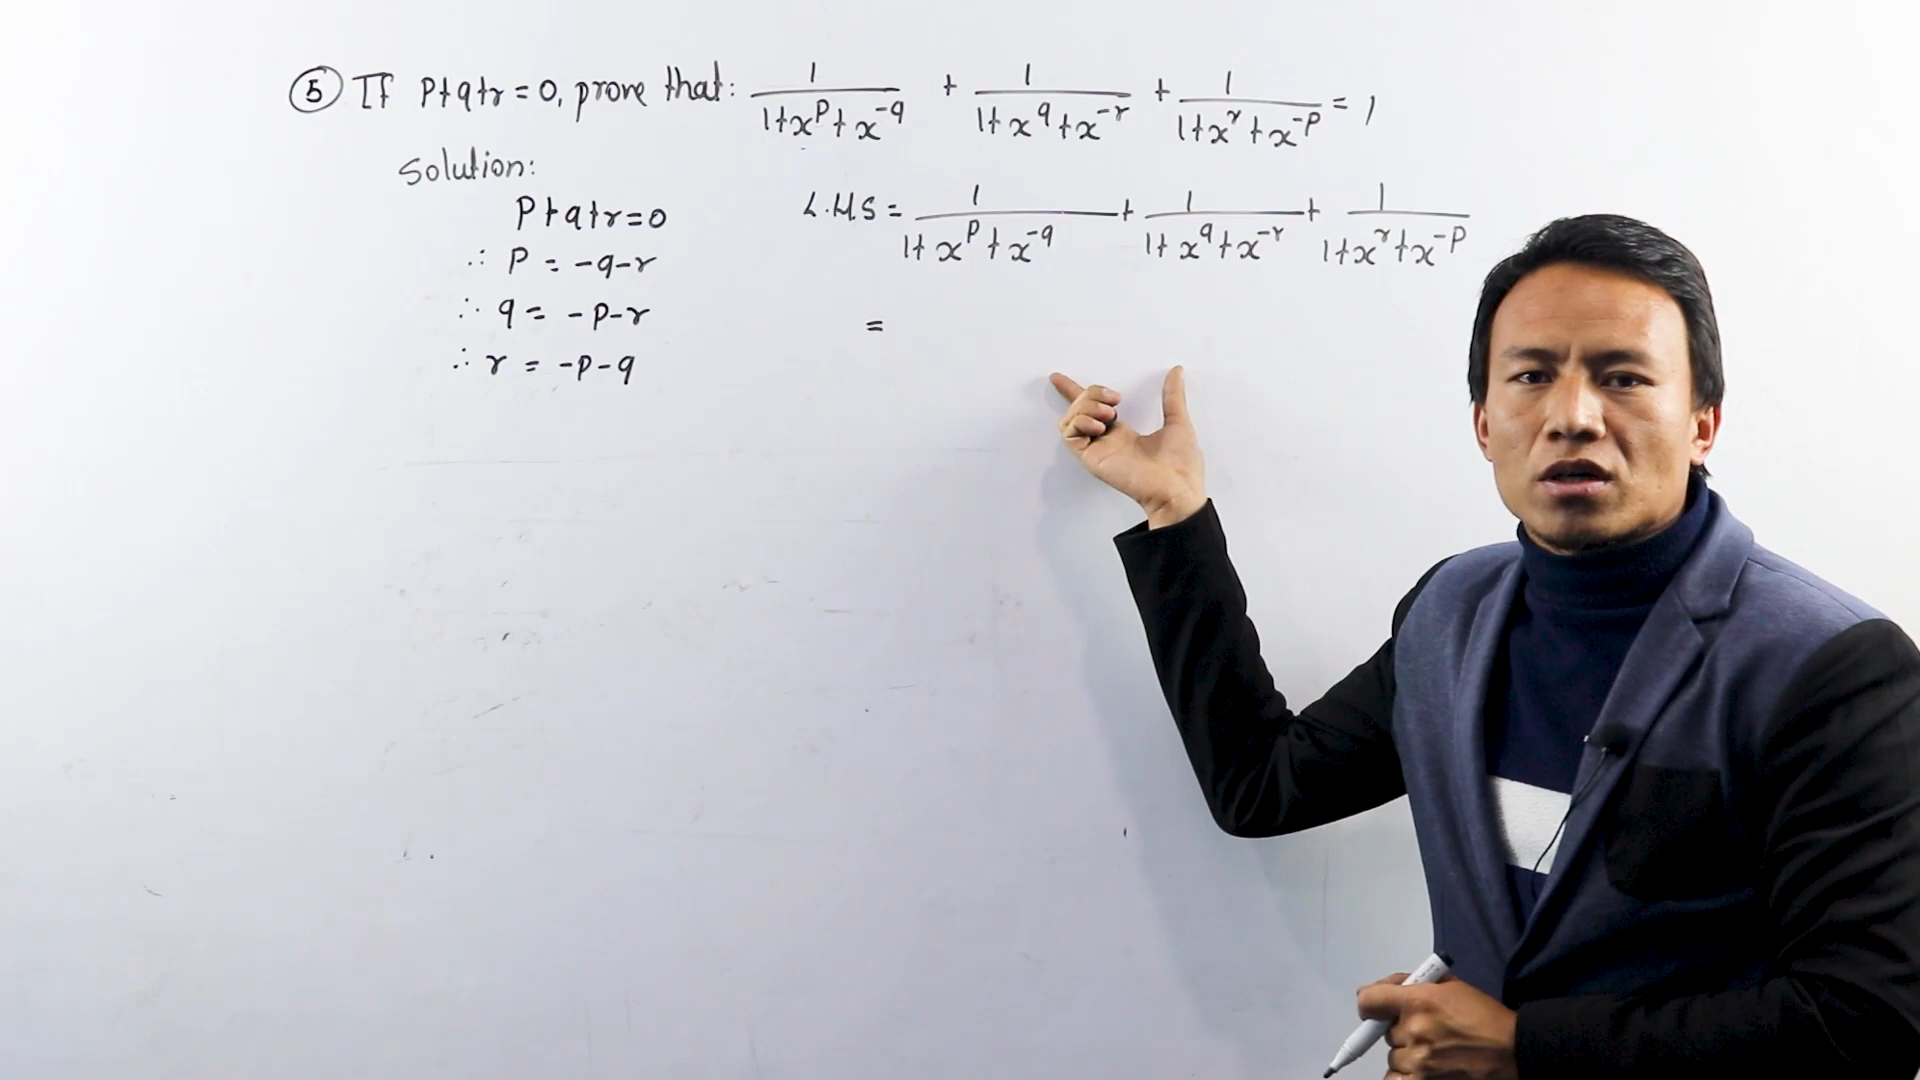 ⑤ If p+q+r=0, prove that: 1/(1+x^p+x^-q) + 1/(1+x^q+x^-r) + 1/(1+x^r+x^-p) = 1
Solution:
p+q+r=0
∴ p = -q-r
∴ q = -p-r
∴ r = -p-q
L.H.S = 1/(1+x^p+x^-q) + 1/(1+x^q+x^-r) + 1/(1+x^r+x^-p)
=